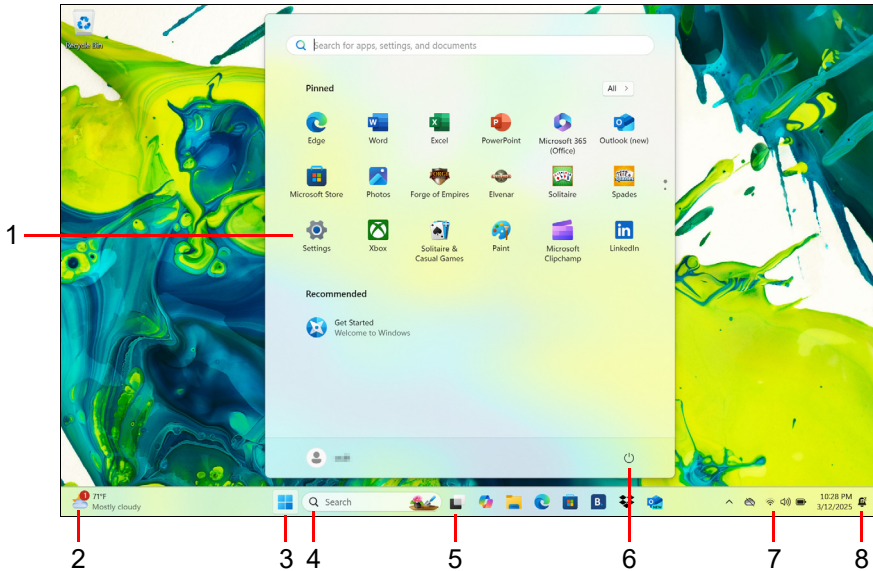 Recycle Bin
Search for apps, settings, and documents
Pinned
All
Edge
Word
Excel
PowerPoint
Microsoft 365
(Office)
Outlook (new)
Microsoft Store
Photos
Forge of Empires
Elvenar
Solitaire
Spades
1
Settings
Xbox
Solitaire &
Casual Games
Paint
Microsoft
Clipchamp
LinkedIn
Recommended
Get Started
Welcome to Windows
1
71°F
Mostly cloudy
Search
10:28 PM
3/12/2025
2
3
4
5
6
7
8